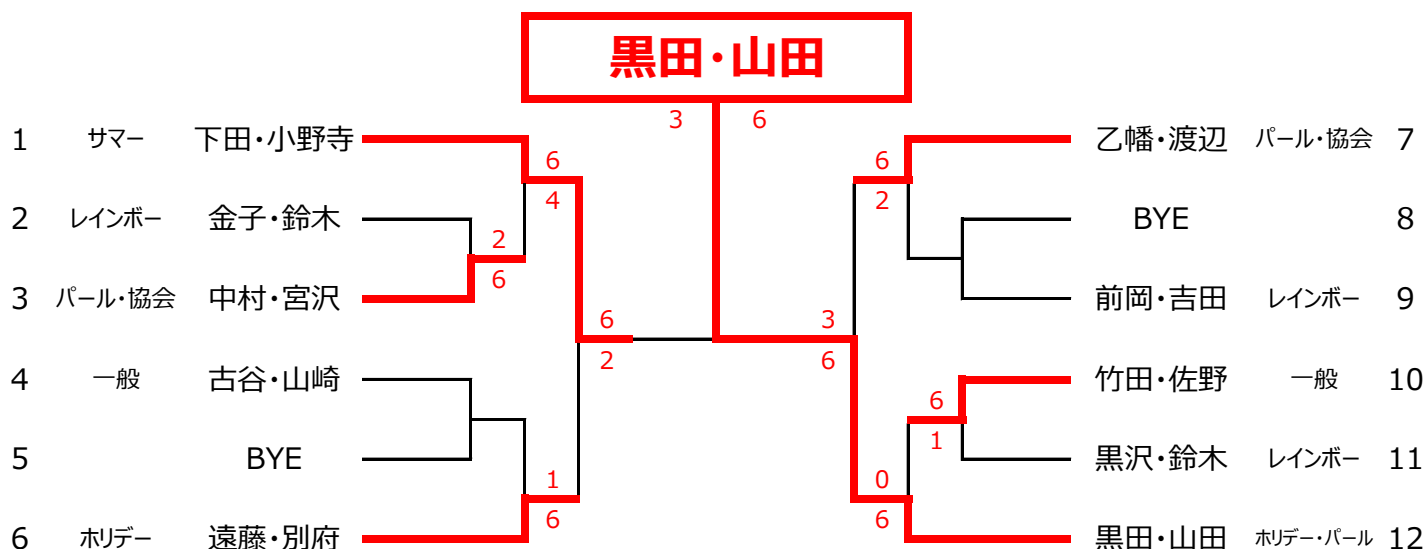 黒田・山田
3 6
1 サマー 下田・小野寺
6
4
2 レインボー 金子・鈴木
2
6
3 パール・協会 中村・宮沢
6
2
4 一般 古谷・山崎
5 BYE
1
6
6 ホリデー 遠藤・別府
乙幡・渡辺 パール・協会 7
6
2
BYE 8
前岡・吉田 レインボー 9
3
6
竹田・佐野 一般 10
6
1
黒沢・鈴木 レインボー 11
0
6
黒田・山田 ホリデー・パール 12